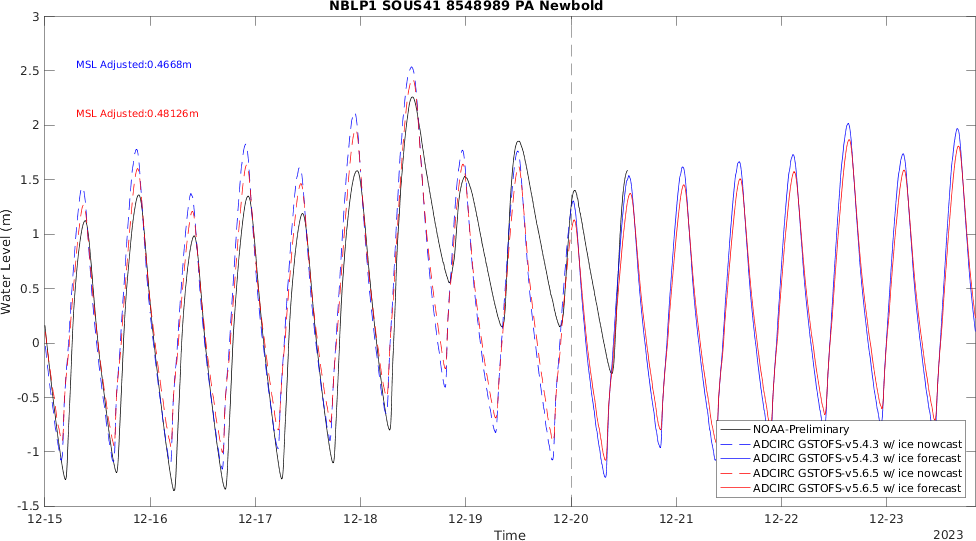 NBLP1 SOUS41 8548989 PA Newbold
3
2.5
2
1.5
1
0.5
0
-0.5
-1
-1.5
Water Level (m)
MSL Adjusted:0.4668m
MSL Adjusted:0.48126m
NOAA-Preliminary
ADCIRC GSTOFS-v5.4.3 w/ ice nowcast
ADCIRC GSTOFS-v5.4.3 w/ ice forecast
ADCIRC GSTOFS-v5.6.5 w/ ice nowcast
ADCIRC GSTOFS-v5.6.5 w/ ice forecast
12-15 12-16 12-17 12-18 12-19 12-20 12-21 12-22 12-23
Time
2023